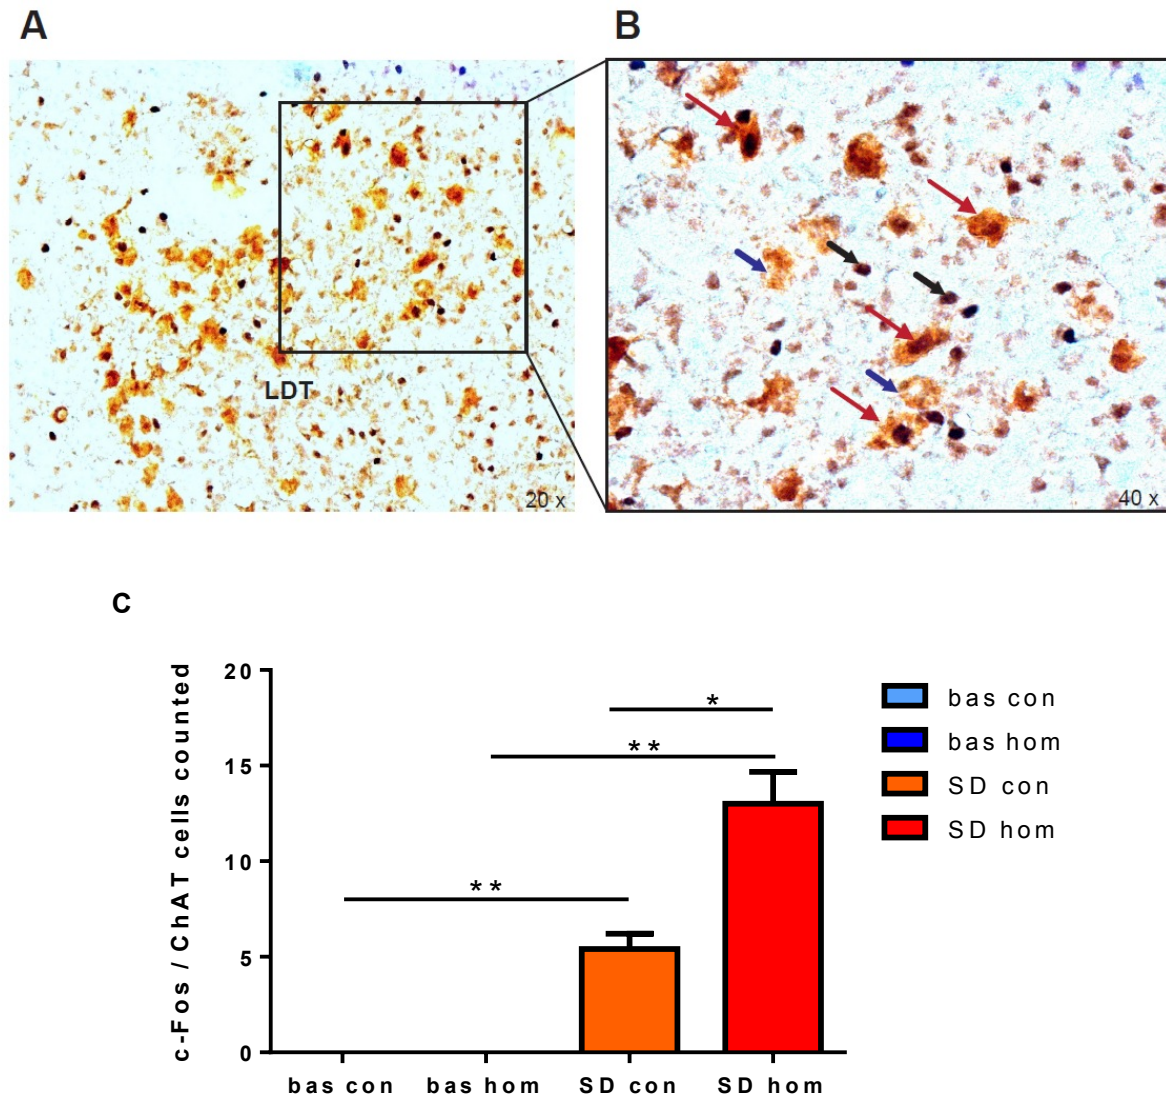 A
B
LDT
20 x
40 x
C
c-Fos / ChAT cells counted
20
15
10
5
0
*
**
**
bas con
bas hom
SD con
SD hom
bas con
bas hom
SD con
SD hom